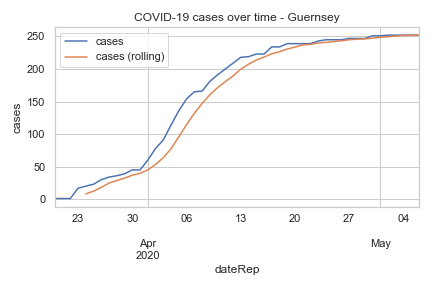 COVID-19 cases over time - Guernsey
cases
cases (rolling)
250
200
150
100
50
0
cases
23 30 06 13 20 27 04
Apr May
2020
dateRep